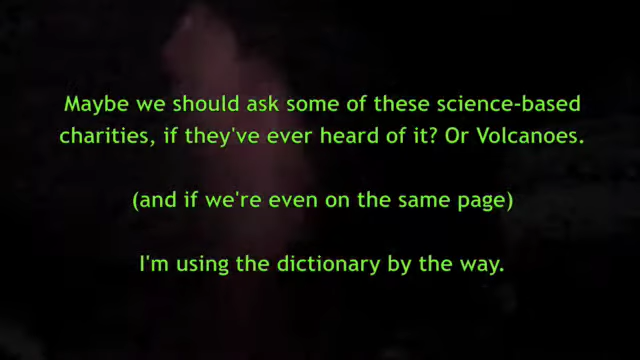 Maybe we should ask some of these science-based
charities, if they've ever heard of it? Or Volcanoes.
(and if we're even on the same page)
I'm using the dictionary by the way.